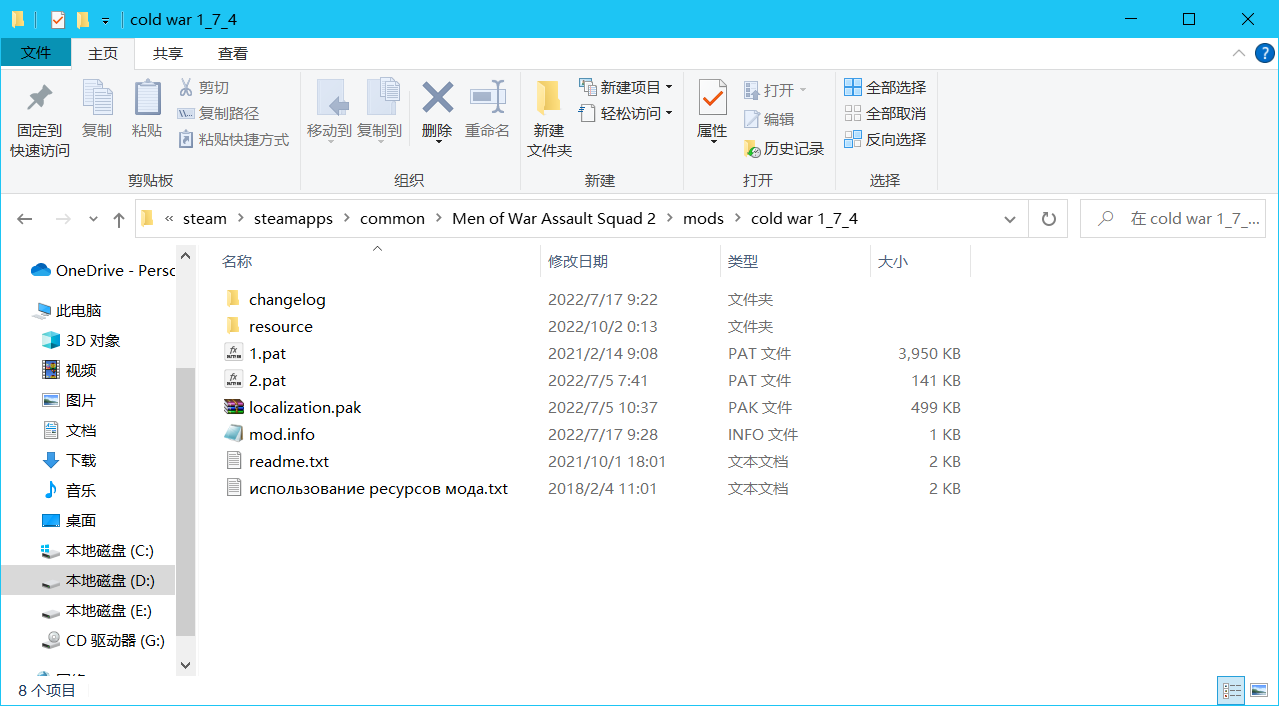 cold war 1_7_4
文件 主页 共享 查看
固定到
快速访问
复制
粘贴
剪切
复制路径
粘贴快捷方式
剪贴板
移动到
复制到
删除
重命名
组织
新建
文件夹
新建项目
轻松访问
新建
属性
打开
编辑
历史记录
打开
全部选择
全部取消
反向选择
选择
« steam > steamapps > common > Men of War Assault Squad 2 > mods > cold war 1_7_4
在 cold war 1_7_...
OneDrive - Perso
此电脑
3D 对象
视频
图片
文档
下载
音乐
桌面
本地磁盘 (C:)
本地磁盘 (D:)
本地磁盘 (E:)
CD 驱动器 (G:)
名称 修改日期 类型 大小
changelog 2022/7/17 9:22 文件夹
resource 2022/10/2 0:13 文件夹
1.pat 2021/2/14 9:08 PAT 文件 3,950 KB
2.pat 2022/7/5 7:41 PAT 文件 141 KB
localization.pak 2022/7/5 10:37 PAK 文件 499 KB
mod.info 2022/7/17 9:28 INFO 文件 1 KB
readme.txt 2021/10/1 18:01 文本文档 2 KB
использование ресурсов мода.txt 2018/2/4 11:01 文本文档 2 KB
8 个项目